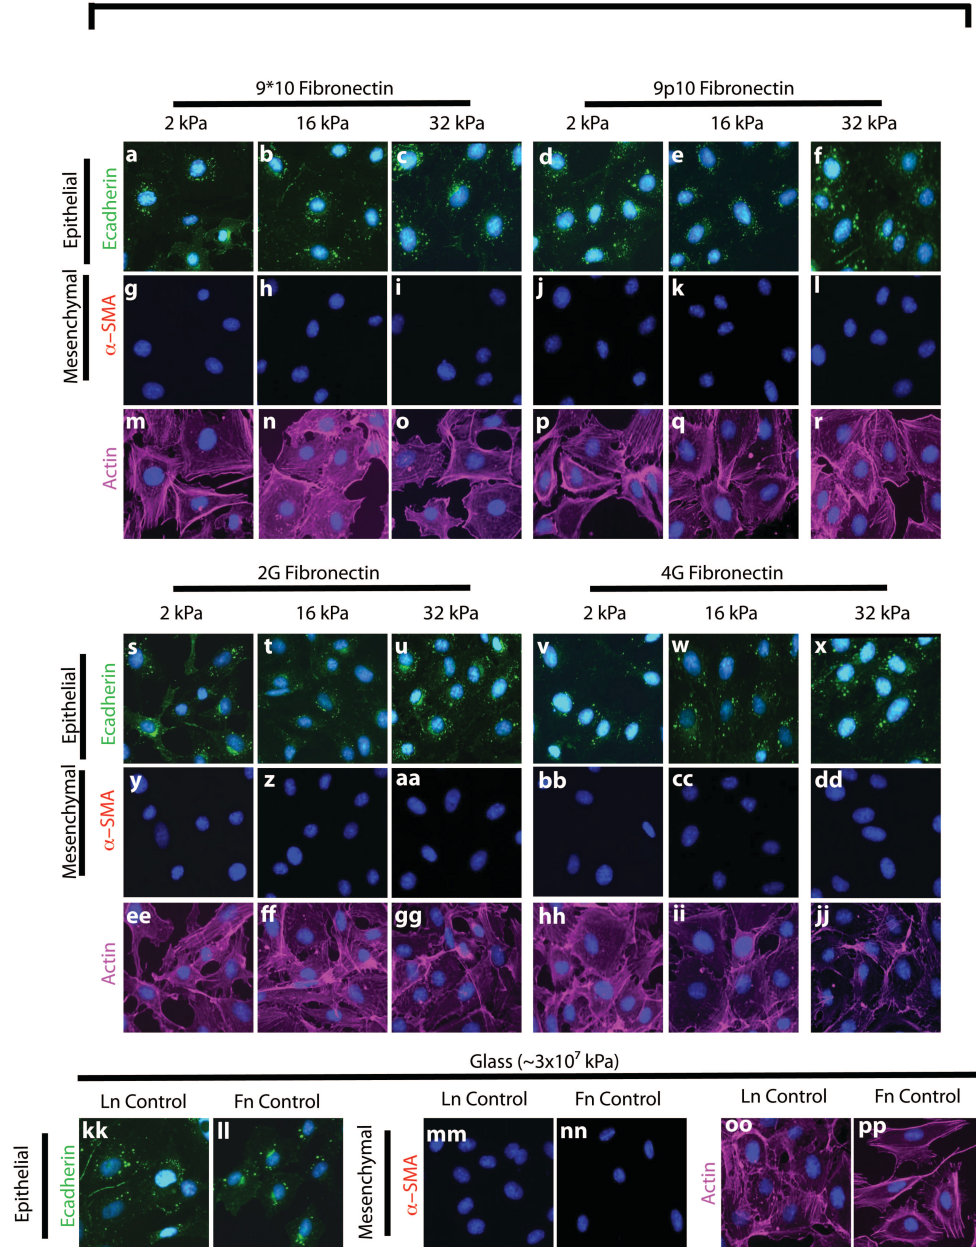 9*10 Fibronectin 9p10 Fibronectin
2 kPa 16 kPa 32 kPa 2 kPa 16 kPa 32 kPa
Epithelial
Ecadherin
a b c d e f
Mesenchymal
α–SMA
g h i j k l
Actin
m n o p q r
2G Fibronectin 4G Fibronectin
2 kPa 16 kPa 32 kPa 2 kPa 16 kPa 32 kPa
Epithelial
Ecadherin
s t u v w x
Mesenchymal
α–SMA
y z aa bb cc dd
Actin
ee ff gg hh ii jj
Glass (~3x10⁷ kPa)
Ln Control Fn Control Ln Control Fn Control Ln Control Fn Control
Epithelial
Ecadherin
kk ll
Mesenchymal
α–SMA
mm nn
Actin
oo pp